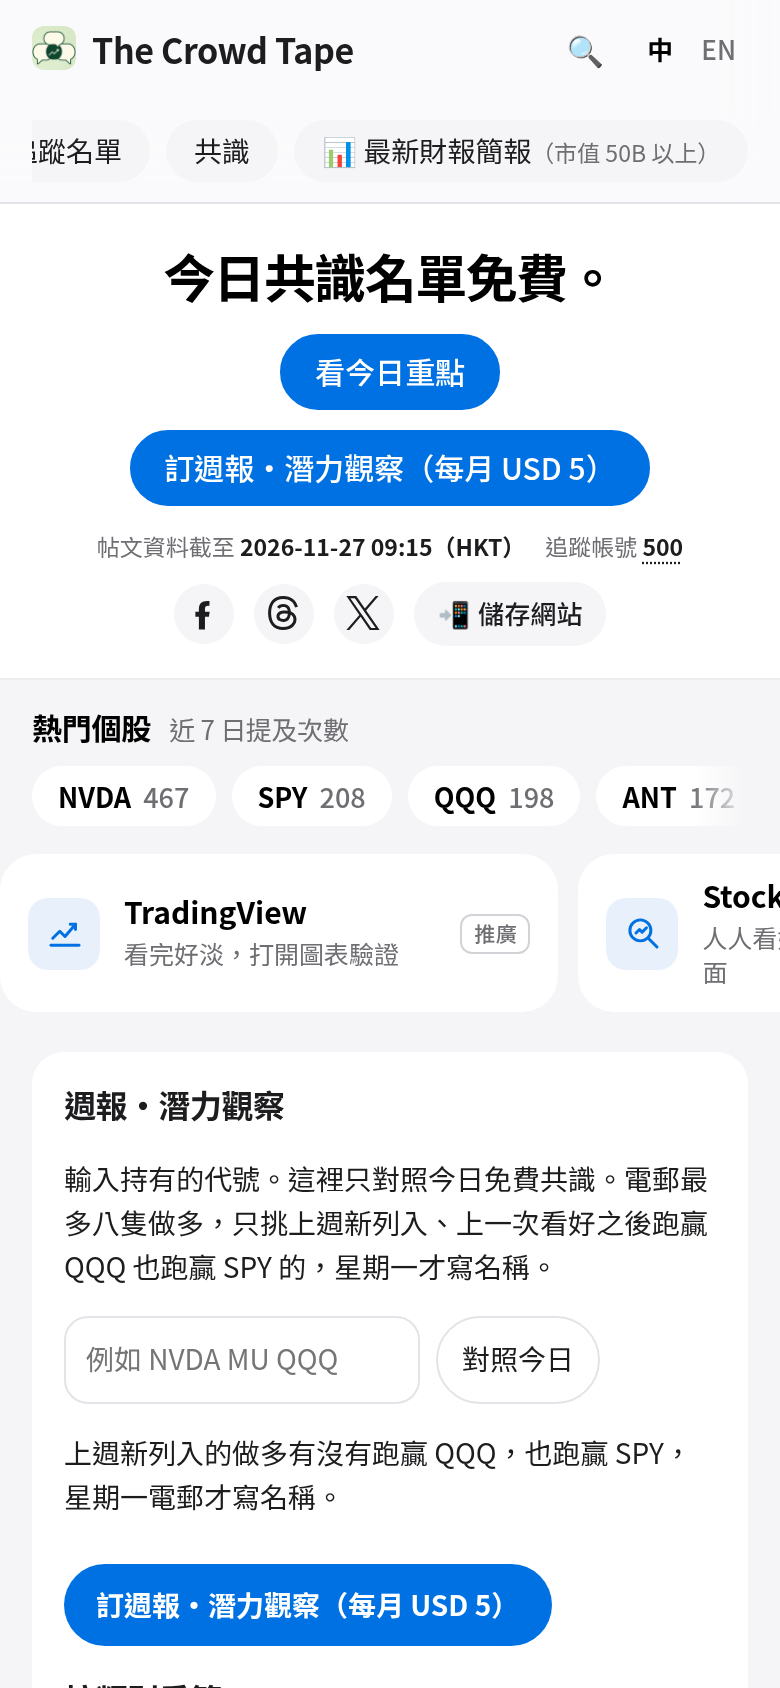 The Crowd Tape
中
EN
蹤名單
共識
最新財報簡報（市值 50B 以上）
今日共識名單免費。
看今日重點
訂週報・潛力觀察（每月 USD 5）
帖文資料截至 2026-11-27 09:15（HKT） 追蹤帳號 500
儲存網站
熱門個股 近 7 日提及次數
NVDA 467
SPY 208
QQQ 198
ANT 172
TradingView
看完好淡，打開圖表驗證
推廣
Stock
人人看
面
週報・潛力觀察
輸入持有的代號。這裡只對照今日免費共識。電郵最
多八隻做多，只挑上週新列入、上一次看好之後跑贏
QQQ 也跑贏 SPY 的，星期一才寫名稱。
例如 NVDA MU QQQ
對照今日
上週新列入的做多有沒有跑贏 QQQ，也跑贏 SPY，
星期一電郵才寫名稱。
訂週報・潛力觀察（每月 USD 5）